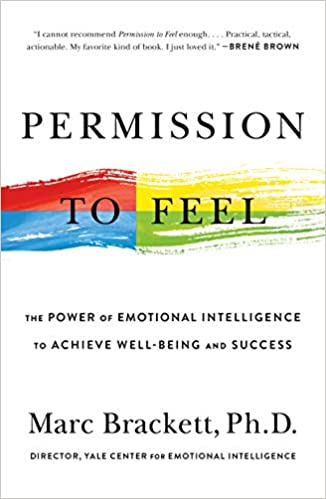 "I cannot recommend Permission to Feel enough. . . . Practical, tactical,
actionable. My favorite kind of book. I just loved it." —BRENÉ BROWN
PERMISSION
TO FEEL
THE POWER OF EMOTIONAL INTELLIGENCE
TO ACHIEVE WELL-BEING AND SUCCESS
Marc Brackett, Ph.D.
DIRECTOR, YALE CENTER FOR EMOTIONAL INTELLIGENCE